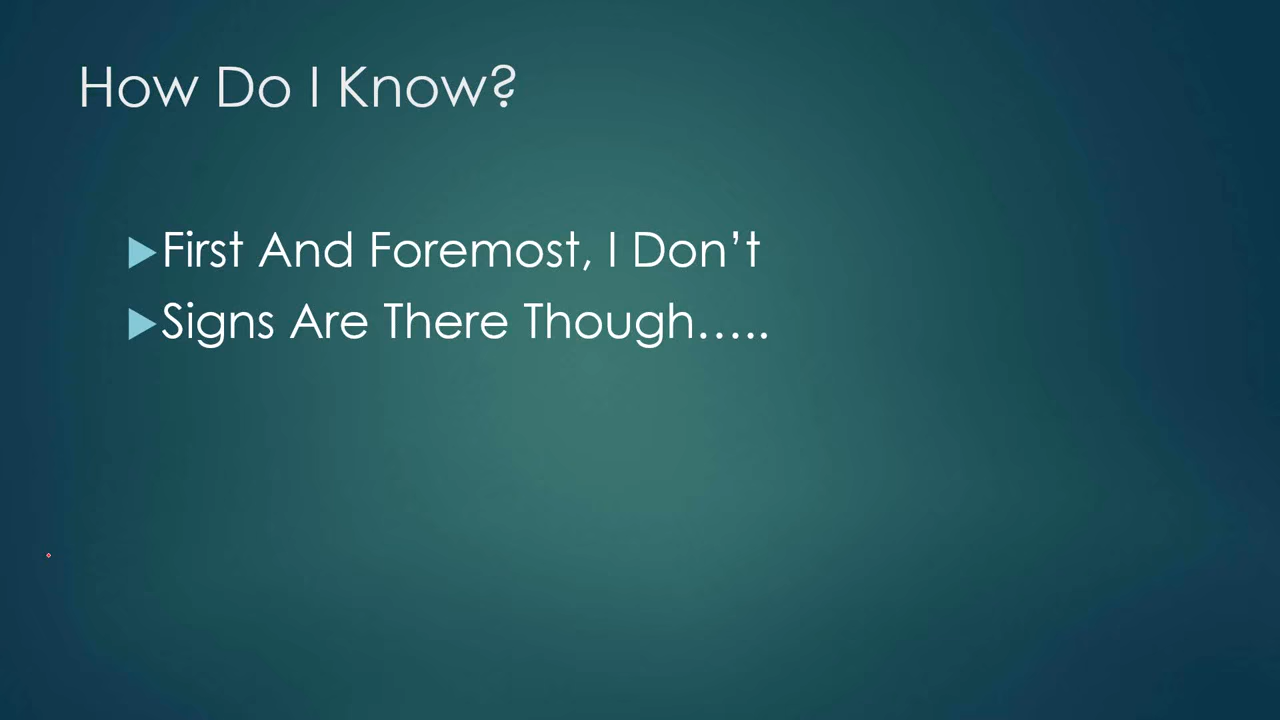 How Do I Know?
First And Foremost, I Don’t
Signs Are There Though.....